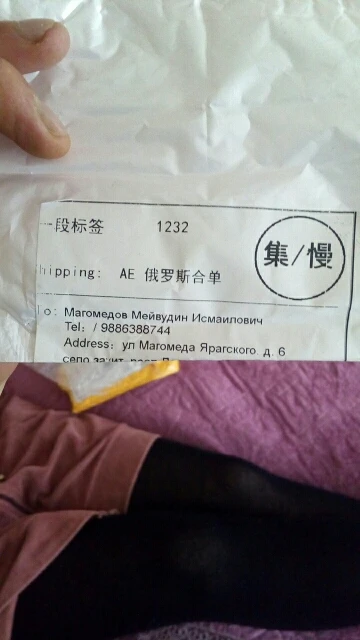 一段标签 1232
集/慢
hipping: AE 俄罗斯合单
o: Магомедов Мейвудин Исмаилович
Tel: / 9886388744
Address: ул Магомеда Ярагского. д. 6
село